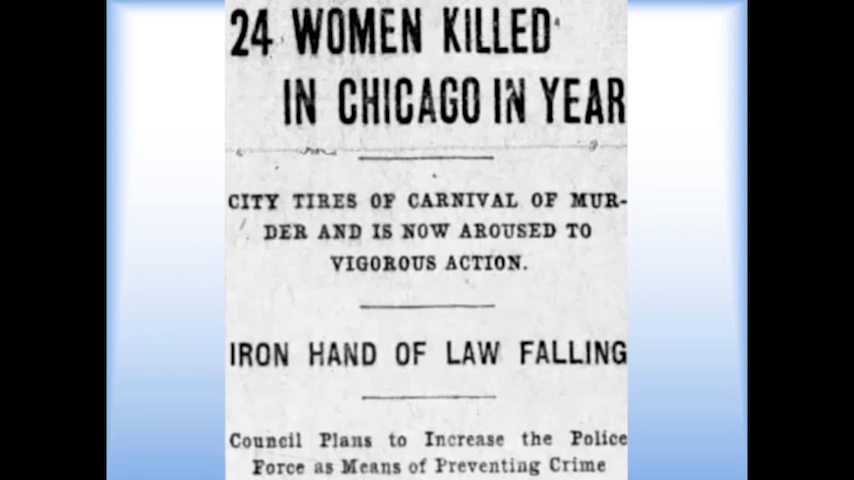 24 WOMEN KILLED
IN CHICAGO IN YEAR
CITY TIRES OF CARNIVAL OF MUR-
DER AND IS NOW AROUSED TO
VIGOROUS ACTION.
IRON HAND OF LAW FALLING
Council Plans to Increase the Police
Force as Means of Preventing Crime